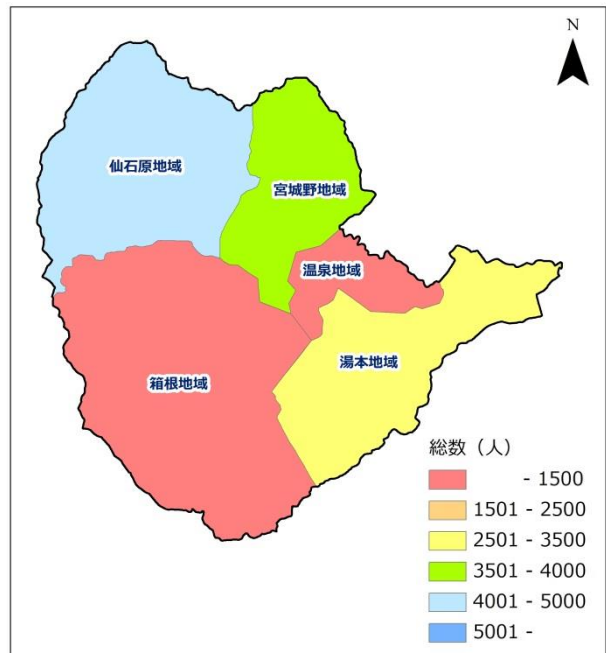 N
仙石原地域
宮城野地域
温泉地域
湯本地域
箱根地域
総数（人）
- 1500
1501 - 2500
2501 - 3500
3501 - 4000
4001 - 5000
5001 -